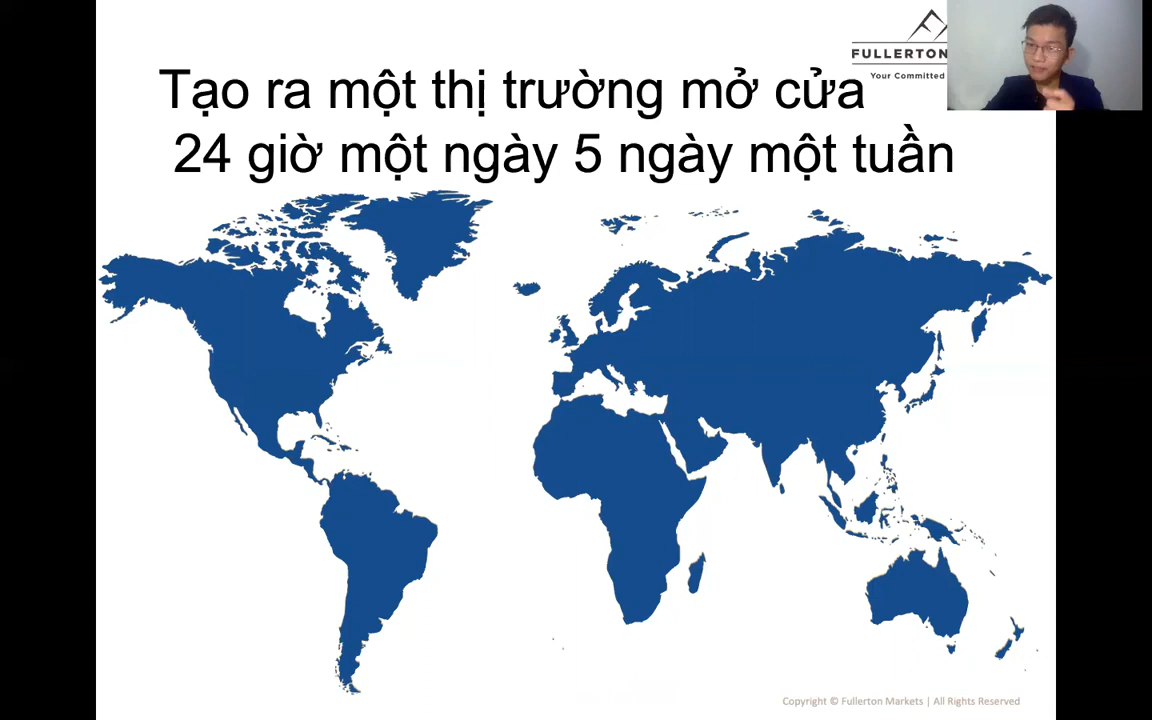 FULLERTON
Your Committed
Tạo ra một thị trường mở cửa
24 giờ một ngày 5 ngày một tuần
Copyright © Fullerton Markets | All Rights Reserved